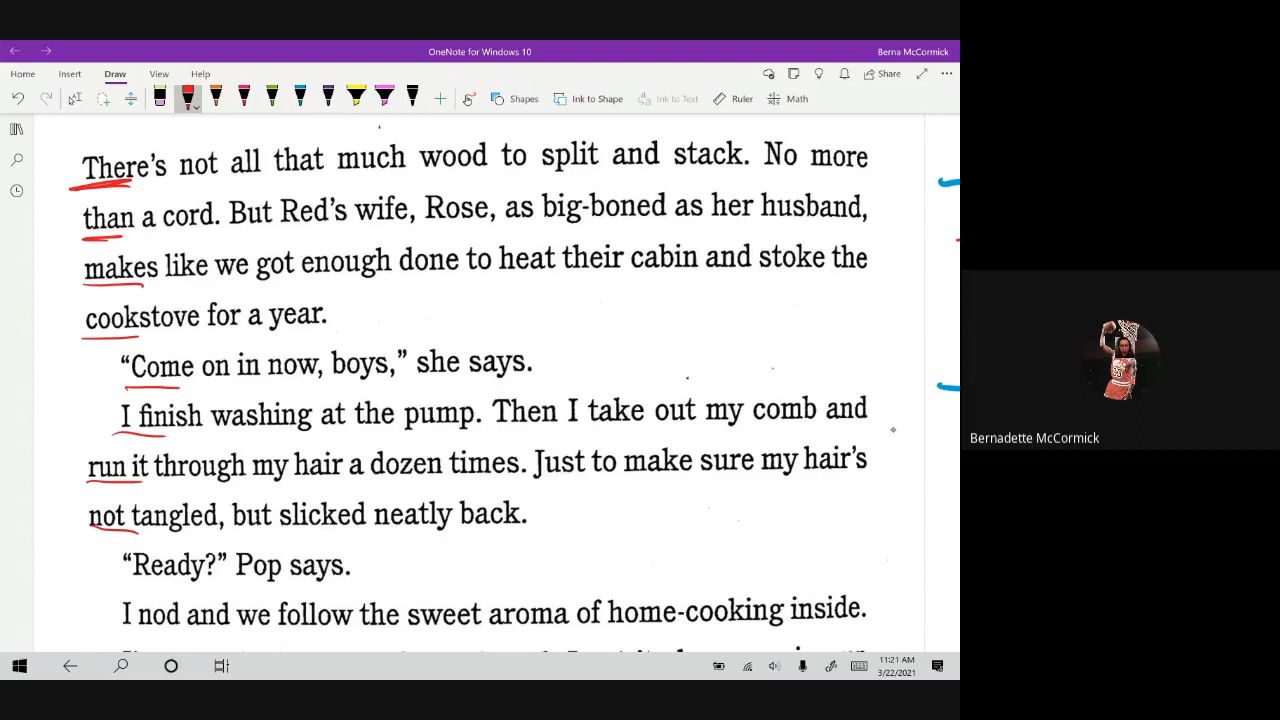 OneNote for Windows 10
Berna McCormick
Home Insert Draw View Help
Share
Shapes Ink to Shape Ink to Text Ruler Math
There's not all that much wood to split and stack. No more
than a cord. But Red's wife, Rose, as big-boned as her husband,
makes like we got enough done to heat their cabin and stoke the
cookstove for a year.
“Come on in now, boys,” she says.
I finish washing at the pump. Then I take out my comb and
run it through my hair a dozen times. Just to make sure my hair's
not tangled, but slicked neatly back.
“Ready?” Pop says.
I nod and we follow the sweet aroma of home-cooking inside.
Bernadette McCormick
11:21 AM
3/22/2021